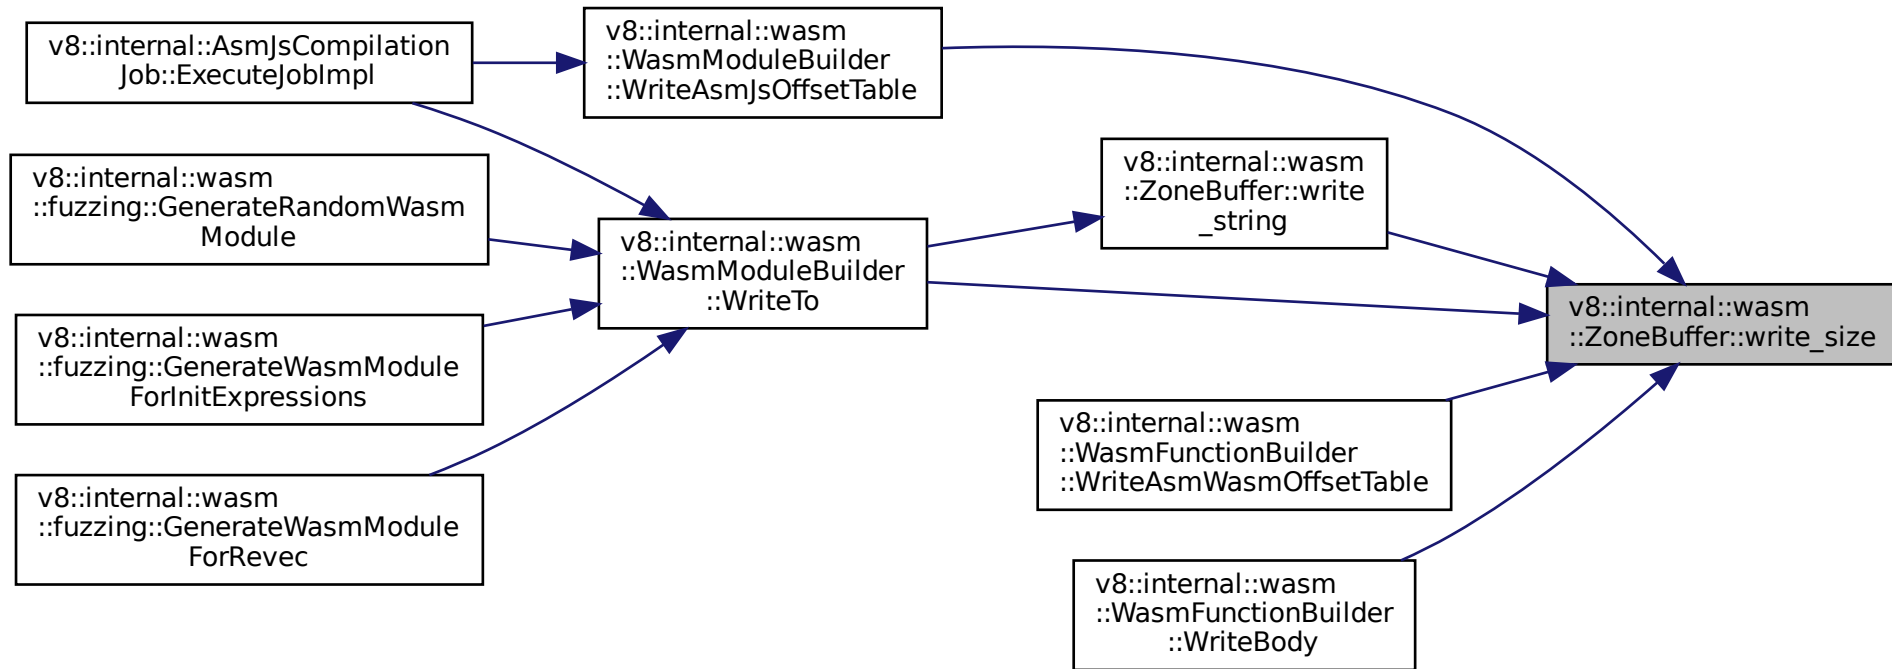 v8::internal::AsmJsCompilation
Job::ExecuteJobImpl
v8::internal::wasm
::fuzzing::GenerateRandomWasm
Module
v8::internal::wasm
::fuzzing::GenerateWasmModule
ForInitExpressions
v8::internal::wasm
::fuzzing::GenerateWasmModule
ForRevec
v8::internal::wasm
::WasmModuleBuilder
::WriteAsmJsOffsetTable
v8::internal::wasm
::WasmModuleBuilder
::WriteTo
v8::internal::wasm
::ZoneBuffer::write
_string
v8::internal::wasm
::WasmFunctionBuilder
::WriteAsmWasmOffsetTable
v8::internal::wasm
::WasmFunctionBuilder
::WriteBody
v8::internal::wasm
::ZoneBuffer::write_size